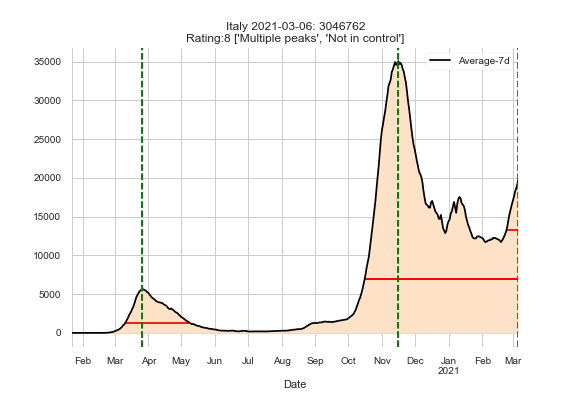 Italy 2021-03-06: 3046762
Rating:8 ['Multiple peaks', 'Not in control']
Average-7d
35000
30000
25000
20000
15000
10000
5000
0
Feb Mar Apr May Jun Jul Aug Sep Oct Nov Dec Jan Feb Mar
2021
Date